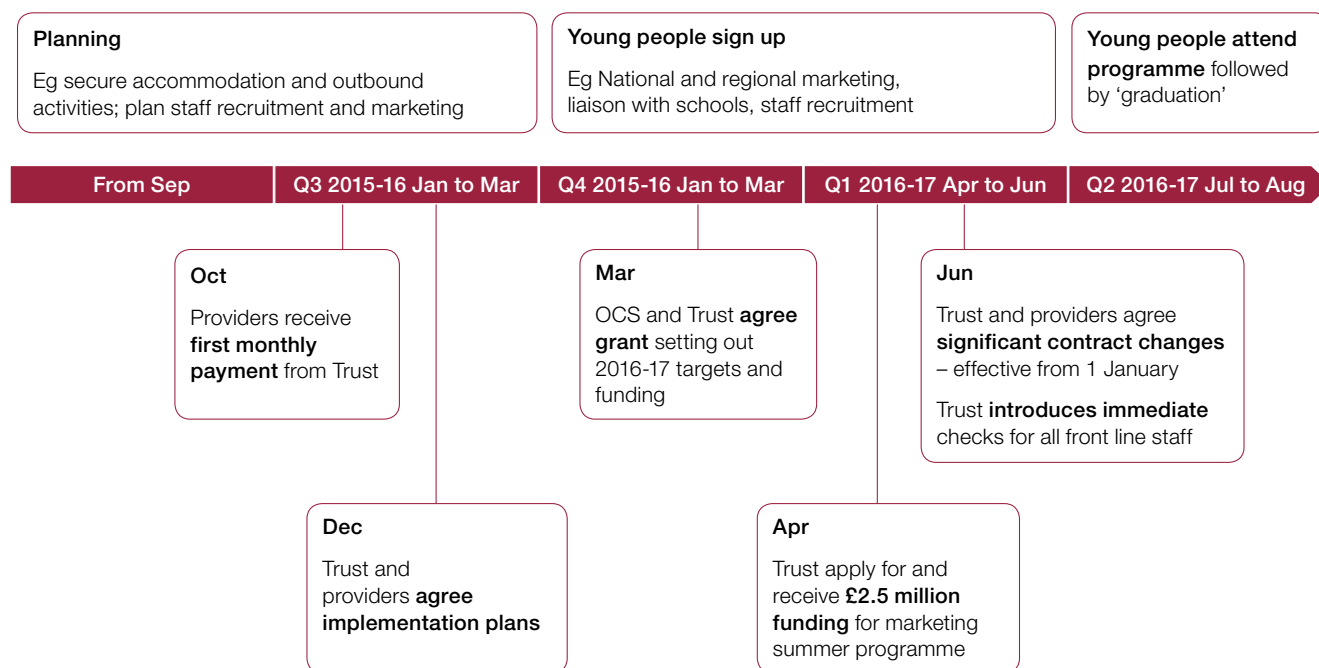 Planning
Eg secure accommodation and outbound
activities; plan staff recruitment and marketing
Young people sign up
Eg National and regional marketing,
liaison with schools, staff recruitment
Young people attend
programme followed
by ‘graduation’
From Sep
Q3 2015-16 Jan to Mar
Q4 2015-16 Jan to Mar
Q1 2016-17 Apr to Jun
Q2 2016-17 Jul to Aug
Oct
Providers receive
first monthly
payment from Trust
Mar
OCS and Trust agree
grant setting out
2016-17 targets and
funding
Jun
Trust and providers agree
significant contract changes
– effective from 1 January
Trust introduces immediate
checks for all front line staff
Dec
Trust and
providers agree
implementation plans
Apr
Trust apply for and
receive £2.5 million
funding for marketing
summer programme